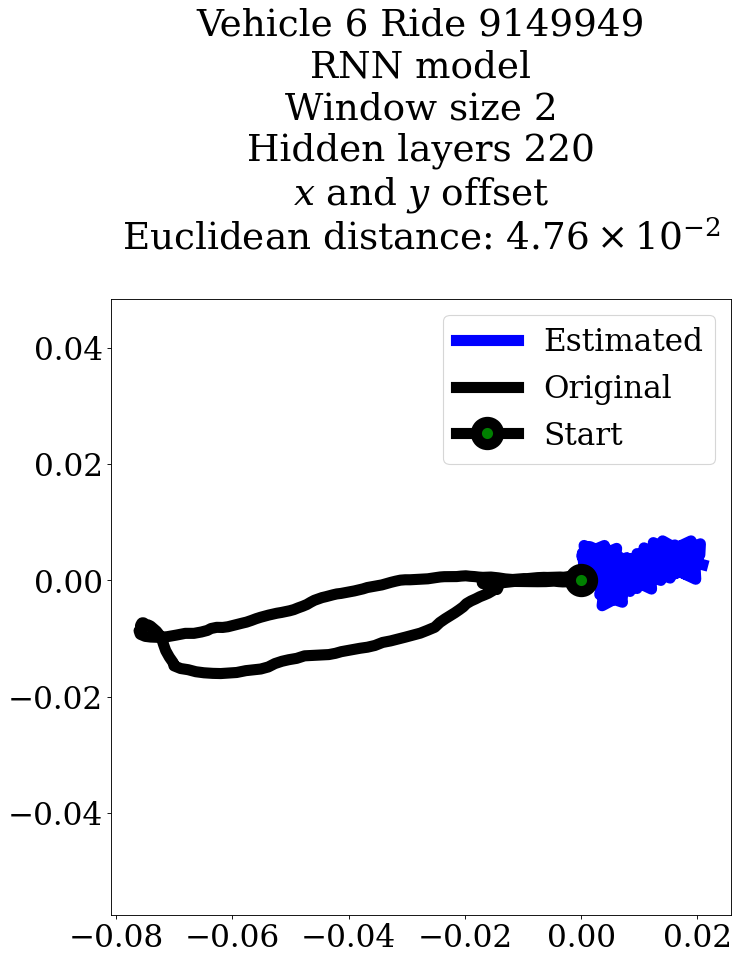 Vehicle 6 Ride 9149949
RNN model
Window size 2
Hidden layers 220
x and y offset
Euclidean distance: 4.76 × 10⁻²
Estimated
Original
Start
0.04
0.02
0.00
−0.02
−0.04
−0.08 −0.06 −0.04 −0.02 0.00 0.02